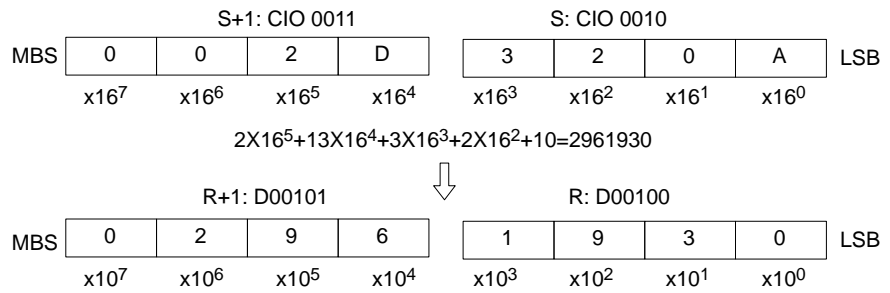 S+1: CIO 0011 S: CIO 0010
MBS 0 0 2 D 3 2 0 A LSB
x16⁷ x16⁶ x16⁵ x16⁴ x16³ x16² x16¹ x16⁰
2X16⁵+13X16⁴+3X16³+2X16²+10=2961930
R+1: D00101 R: D00100
MBS 0 2 9 6 1 9 3 0 LSB
x10⁷ x10⁶ x10⁵ x10⁴ x10³ x10² x10¹ x10⁰